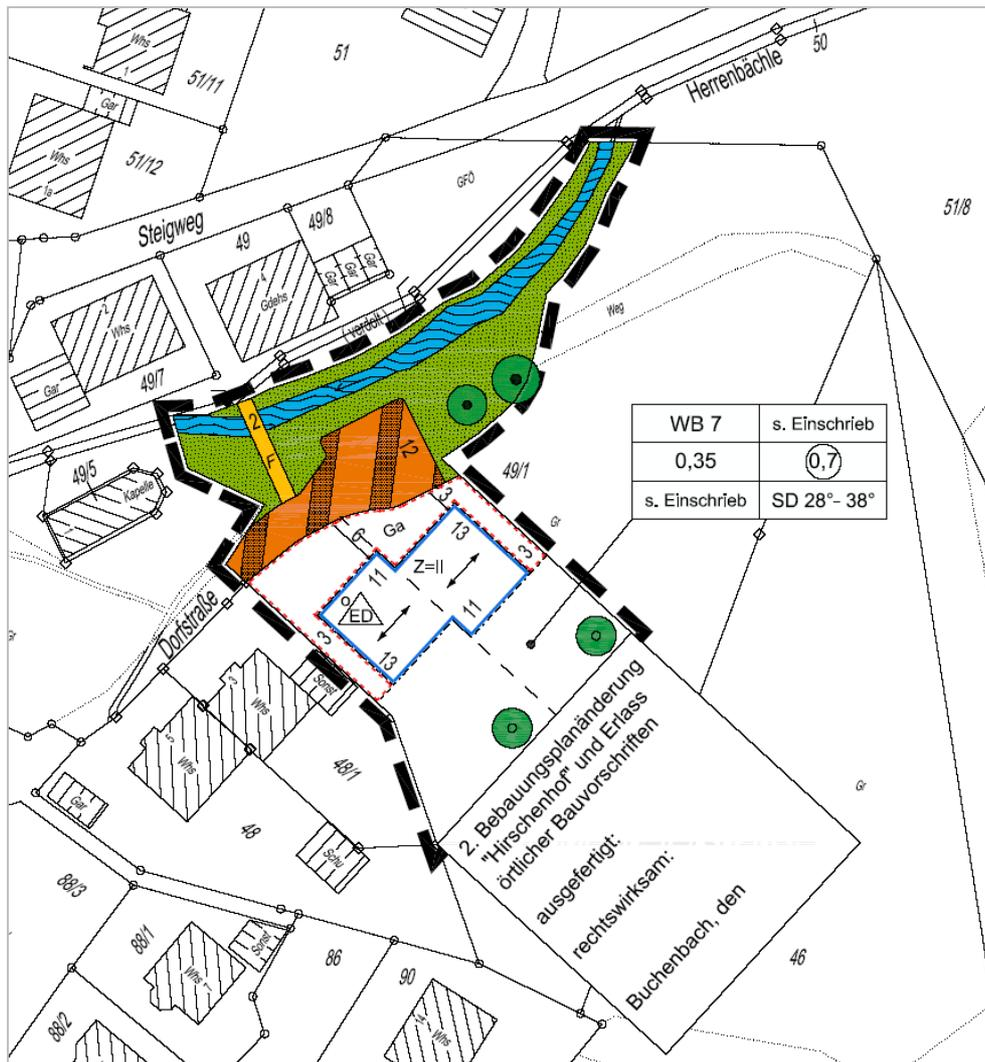 51
50
Herrenbächle
Whs
1
51/11
Gar
51/12
Whs
1a
GFÖ
51/8
Steigweg
49/8
49
Gar
Gar
Gar
4
Gdehs
2
Whs
(verdolt)
Weg
Gar
49/7
2
F
12
WB 7
s. Einschrieb
0,35
0,7
s. Einschrieb
SD 28°- 38°
49/5
Kapelle
49/1
Gr
3
Ga
6
13
3
Z=II
11
11
o
ED
3
13
Gr
Dorfstraße
Sonst
3
Whs
5
Whs
48/1
Gar
48
Schu
Gr
2. Bebauungsplanänderung
"Hirschenhof" und Erlass
örtlicher Bauvorschriften
ausgefertigt:
rechtswirksam:
Buchenbach, den
88/3
88/1
Sonst
86
90
46
Whs
88/2
Whs